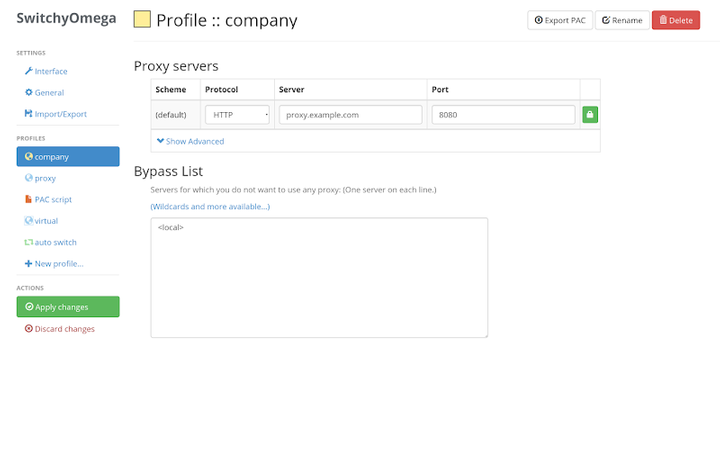 SwitchyOmega
Profile :: company
Export PAC
Rename
Delete
SETTINGS
Interface
General
Import/Export
PROFILES
company
proxy
PAC script
virtual
auto switch
New profile...
ACTIONS
Apply changes
Discard changes
Proxy servers
Scheme Protocol Server Port
(default) HTTP proxy.example.com 8080
Show Advanced
Bypass List
Servers for which you do not want to use any proxy: (One server on each line.)
(Wildcards and more available...)
<local>